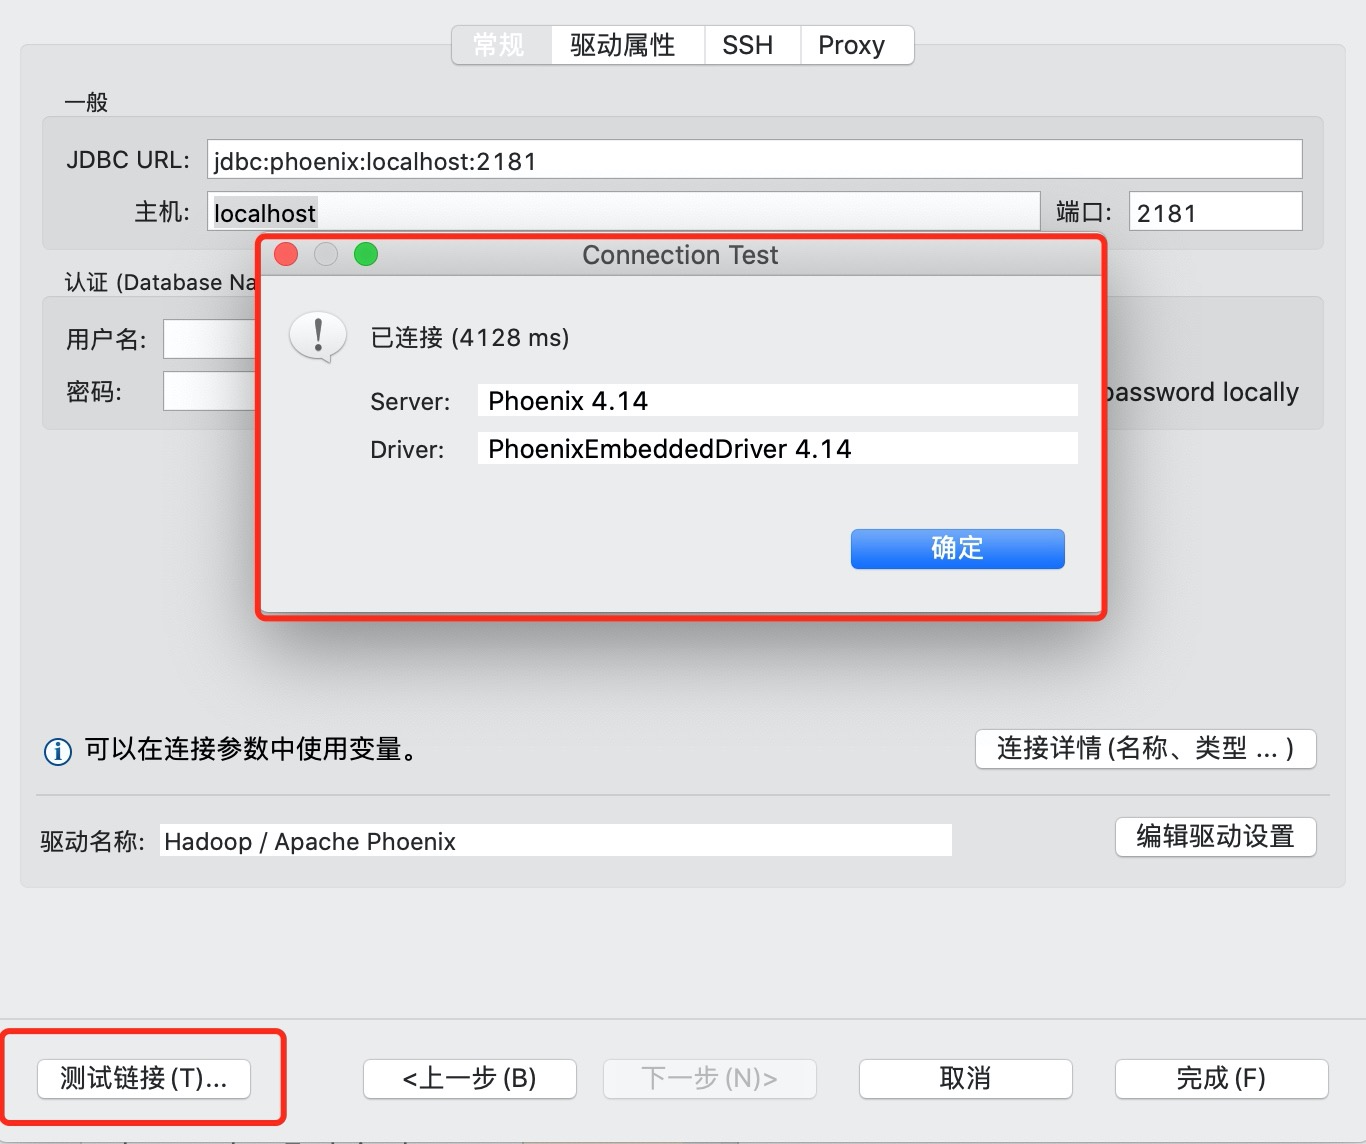 常规 驱动属性 SSH Proxy
一般
JDBC URL: jdbc:phoenix:localhost:2181
主机: localhost 端口: 2181
Connection Test
认证 (Database Na
已连接 (4128 ms)
用户名:
密码:
password locally
Server: Phoenix 4.14
Driver: PhoenixEmbeddedDriver 4.14
确定
可以在连接参数中使用变量。
连接详情(名称、类型 ... )
驱动名称: Hadoop / Apache Phoenix
编辑驱动设置
测试链接(T)... <上一步(B) 下一步(N)> 取消 完成(F)